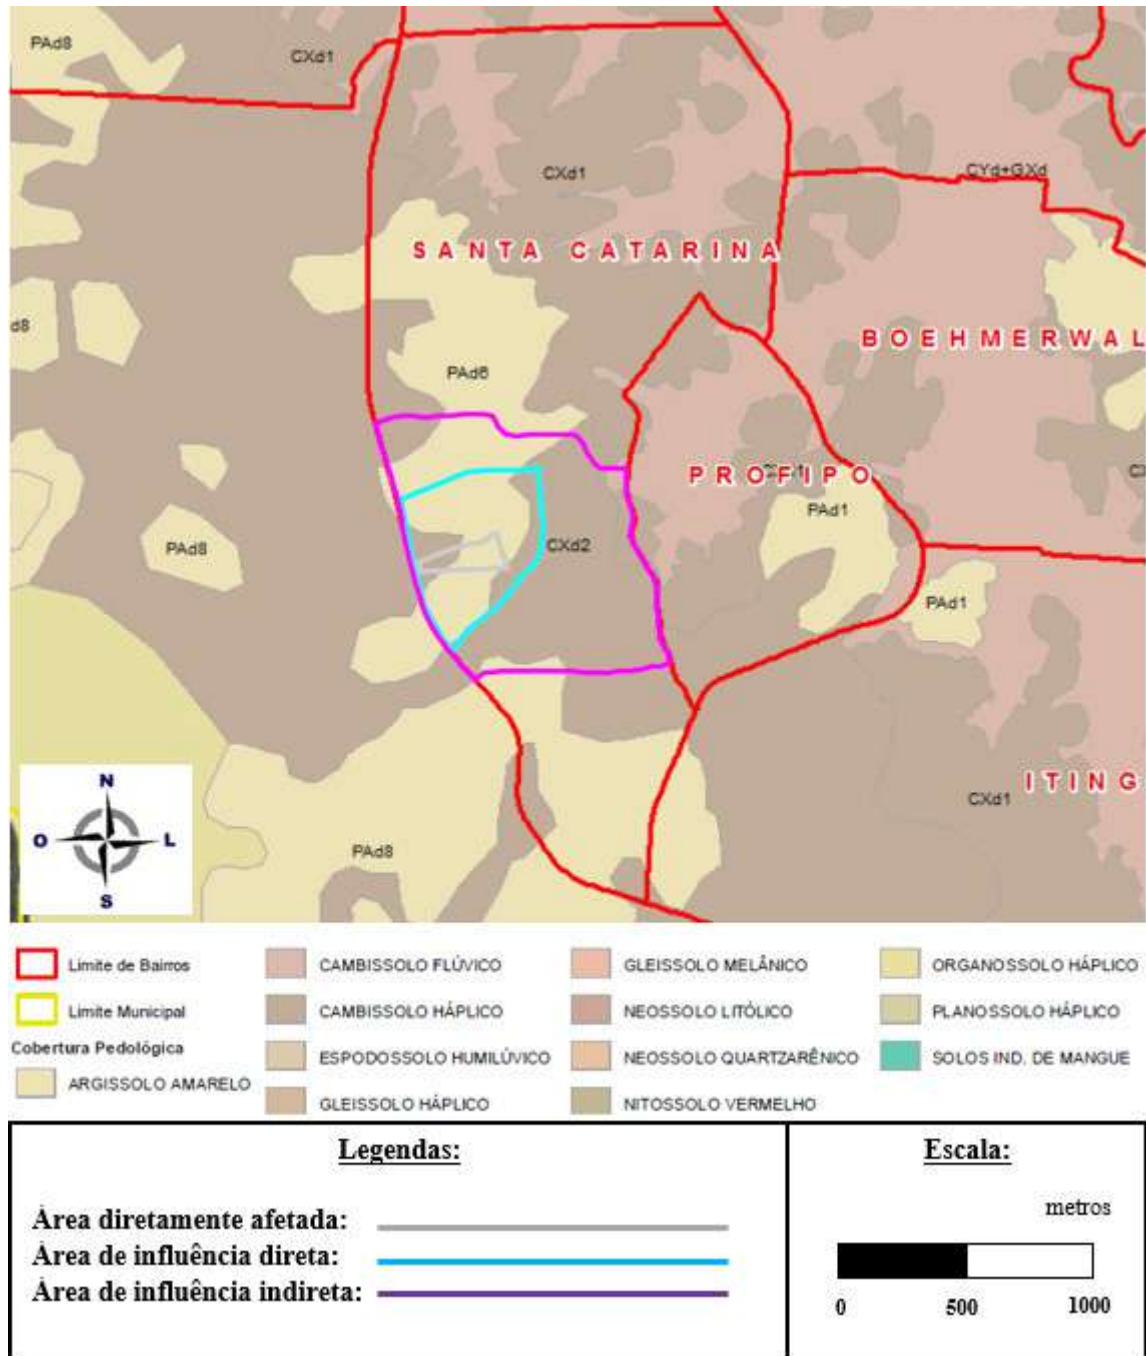 PAd8
CXd1
CXd1
CYd+GXd
SANTA CATARINA
d8
BOEHMERWAL
PAd6
PROFIPO
PAd1
PAd8
CXd2
PAd1
ITING
CXd1
PAd8
N
O
L
S
Limite de Bairros
Limite Municipal
Cobertura Pedológica
ARGISSOLO AMARELO
CAMBISSOLO FLÚVICO
CAMBISSOLO HÁPLICO
ESPODOSSOLO HUMILÚVICO
GLEISSOLO HÁPLICO
GLEISSOLO MELÂNICO
NEOSSOLO LITÓLICO
NEOSSOLO QUARTZARÊNICO
NITOSSOLO VERMELHO
ORGANOSSOLO HÁPLICO
PLANOSSOLO HÁPLICO
SOLOS IND. DE MANGUE
Legendas:
Área diretamente afetada:
Área de influência direta:
Área de influência indireta:
Escala:
metros
0 500 1000